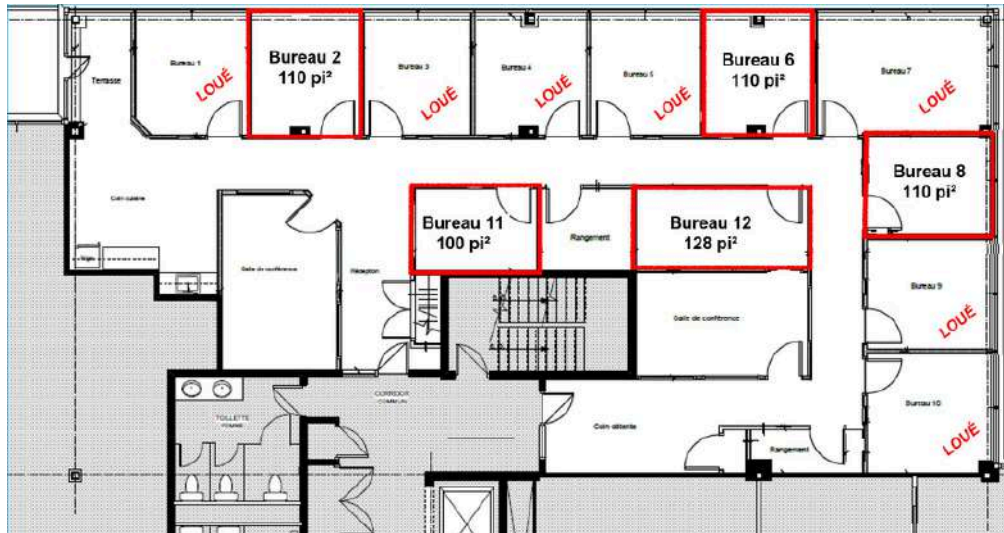 Bureau 1
LOUÉ
Bureau 2
110 pi²
Bureau 3
LOUÉ
Bureau 4
LOUÉ
Bureau 5
LOUÉ
Bureau 6
110 pi²
Bureau 7
LOUÉ
Terrasse
Bureau 8
110 pi²
Coin cuisine
Bureau 11
100 pi²
Rangement
Bureau 12
128 pi²
Salle de conférence
Réception
Bureau 9
LOUÉ
Salle de conférence
Bureau 10
LOUÉ
CORRIDOR
COMMUN
TOILETTE
FEMME
Coin détente
Rangement